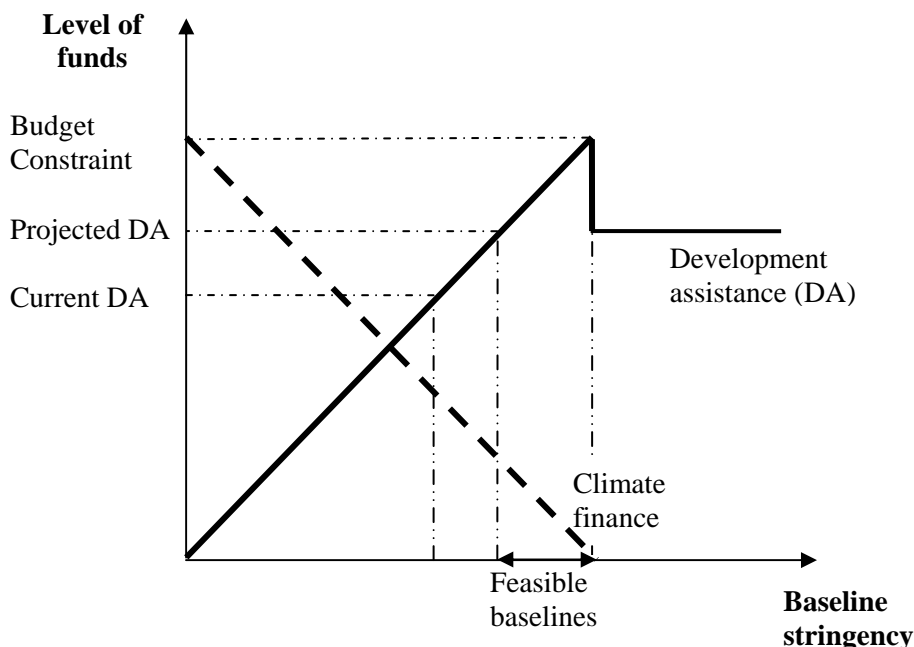 Level of
funds
Budget
Constraint
Projected DA
Current DA
Development
assistance (DA)
Climate
finance
Feasible
baselines
Baseline
stringency